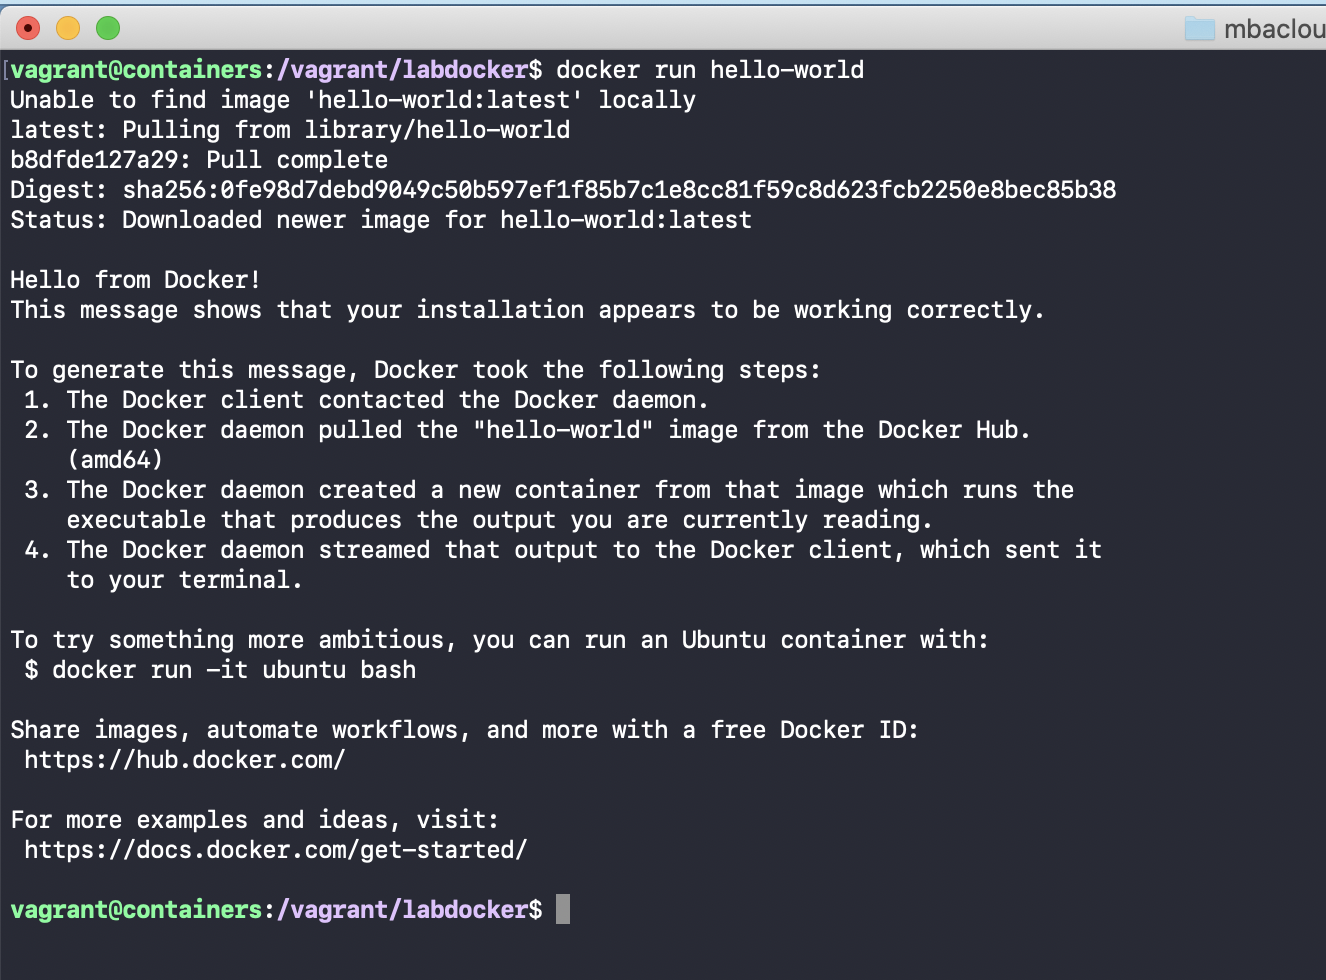 mbaclou
vagrant@containers:/vagrant/labdocker$ docker run hello-world
Unable to find image 'hello-world:latest' locally
latest: Pulling from library/hello-world
b8dfde127a29: Pull complete
Digest: sha256:0fe98d7debd9049c50b597ef1f85b7c1e8cc81f59c8d623fcb2250e8bec85b38
Status: Downloaded newer image for hello-world:latest

Hello from Docker!
This message shows that your installation appears to be working correctly.

To generate this message, Docker took the following steps:
 1. The Docker client contacted the Docker daemon.
 2. The Docker daemon pulled the "hello-world" image from the Docker Hub.
    (amd64)
 3. The Docker daemon created a new container from that image which runs the
    executable that produces the output you are currently reading.
 4. The Docker daemon streamed that output to the Docker client, which sent it
    to your terminal.

To try something more ambitious, you can run an Ubuntu container with:
 $ docker run -it ubuntu bash

Share images, automate workflows, and more with a free Docker ID:
 https://hub.docker.com/

For more examples and ideas, visit:
 https://docs.docker.com/get-started/

vagrant@containers:/vagrant/labdocker$